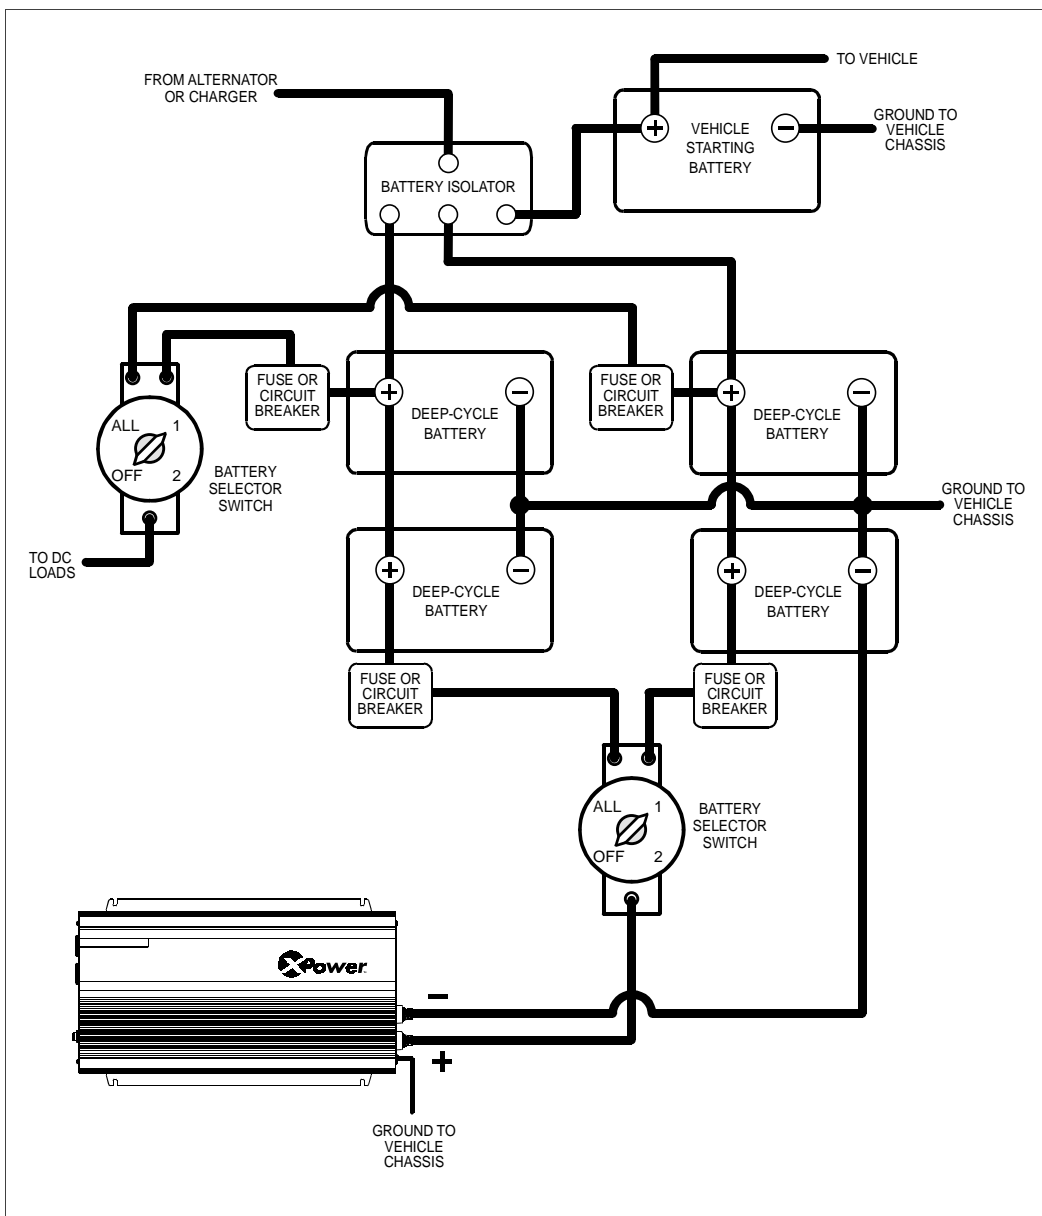 TO VEHICLE
FROM ALTERNATOR
OR CHARGER
GROUND TO
VEHICLE
CHASSIS
VEHICLE
STARTING
BATTERY
BATTERY ISOLATOR
FUSE OR
CIRCUIT
BREAKER
DEEP-CYCLE
BATTERY
FUSE OR
CIRCUIT
BREAKER
DEEP-CYCLE
BATTERY
ALL 1
OFF 2
BATTERY
SELECTOR
SWITCH
GROUND TO
VEHICLE
CHASSIS
TO DC
LOADS
DEEP-CYCLE
BATTERY
DEEP-CYCLE
BATTERY
FUSE OR
CIRCUIT
BREAKER
FUSE OR
CIRCUIT
BREAKER
ALL 1
OFF 2
BATTERY
SELECTOR
SWITCH
XPower
GROUND TO
VEHICLE
CHASSIS